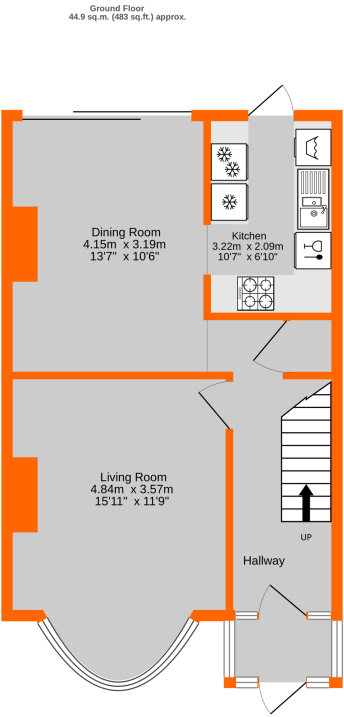 Ground Floor
44.9 sq.m. (483 sq.ft.) approx.
Dining Room
4.15m x 3.19m
13'7" x 10'6"
Kitchen
3.22m x 2.09m
10'7" x 6'10"
Living Room
4.84m x 3.57m
15'11" x 11'9"
UP
Hallway